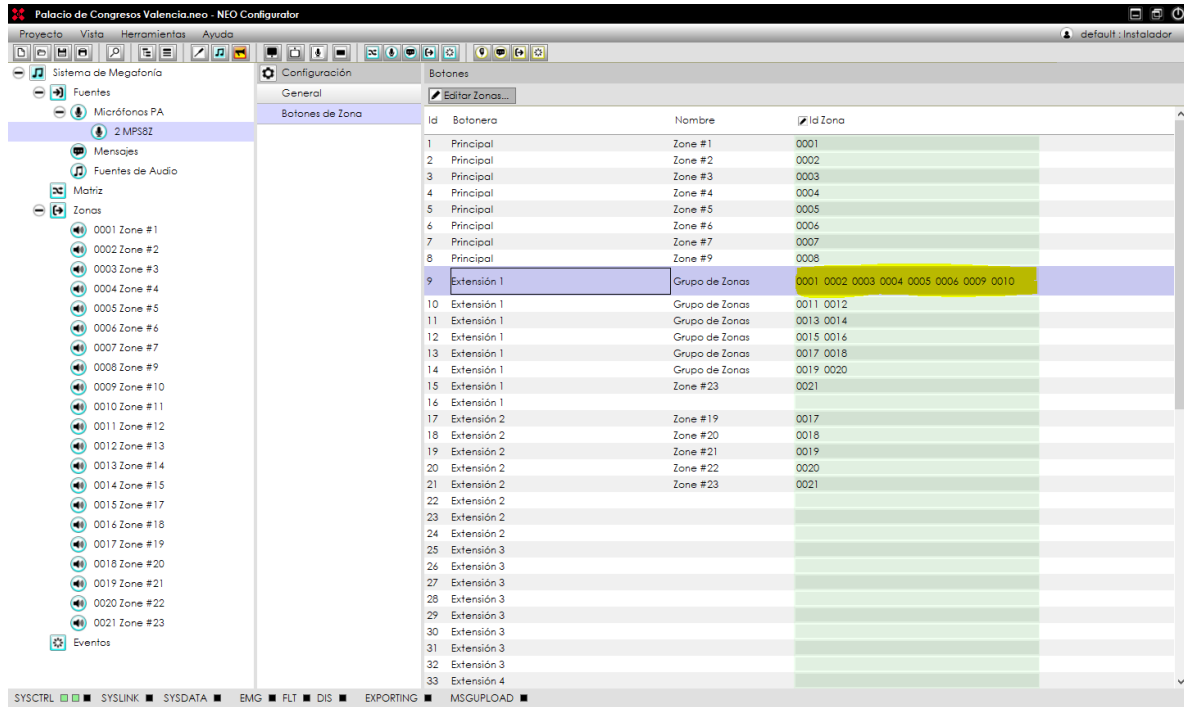 Palacio de Congresos Valencia.neo - NEO Configurator
Proyecto Vista Herramientas Ayuda
default : Instalador
Sistema de Megafonía
Fuentes
Micrófonos PA
2 MPS8Z
Mensajes
Fuentes de Audio
Matriz
Zonas
0001 Zone #1
0002 Zone #2
0003 Zone #3
0004 Zone #4
0005 Zone #5
0006 Zone #6
0007 Zone #7
0008 Zone #9
0009 Zone #10
0010 Zone #11
0011 Zone #12
0012 Zone #13
0013 Zone #14
0014 Zone #15
0015 Zone #17
0016 Zone #18
0017 Zone #19
0018 Zone #20
0019 Zone #21
0020 Zone #22
0021 Zone #23
Eventos
Configuración
General
Botones de Zona
Botones
Editar Zonas...
Id Botonera Nombre Id Zona
1 Principal Zone #1 0001
2 Principal Zone #2 0002
3 Principal Zone #3 0003
4 Principal Zone #4 0004
5 Principal Zone #5 0005
6 Principal Zone #6 0006
7 Principal Zone #7 0007
8 Principal Zone #9 0008
9 Extensión 1 Grupo de Zonas 0001 0002 0003 0004 0005 0006 0009 0010
10 Extensión 1 Grupo de Zonas 0011 0012
11 Extensión 1 Grupo de Zonas 0013 0014
12 Extensión 1 Grupo de Zonas 0015 0016
13 Extensión 1 Grupo de Zonas 0017 0018
14 Extensión 1 Grupo de Zonas 0019 0020
15 Extensión 1 Zone #23 0021
16 Extensión 1
17 Extensión 2 Zone #19 0017
18 Extensión 2 Zone #20 0018
19 Extensión 2 Zone #21 0019
20 Extensión 2 Zone #22 0020
21 Extensión 2 Zone #23 0021
22 Extensión 2
23 Extensión 2
24 Extensión 2
25 Extensión 3
26 Extensión 3
27 Extensión 3
28 Extensión 3
29 Extensión 3
30 Extensión 3
31 Extensión 3
32 Extensión 3
33 Extensión 4
SYSCTRL SYSLINK SYSDATA EMG FLT DIS EXPORTING MSGUPLOAD